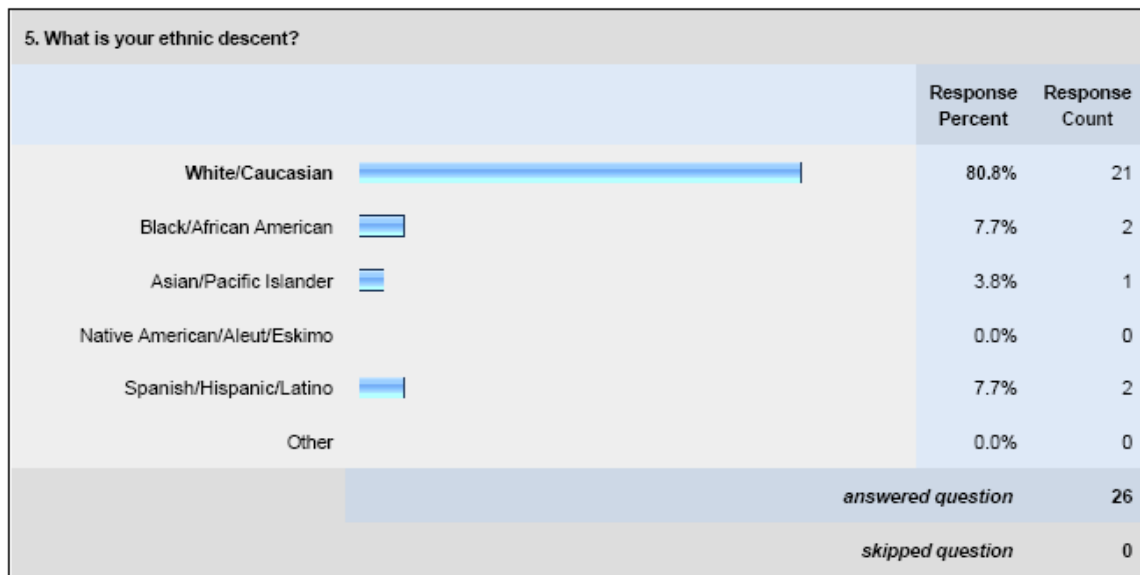 5. What is your ethnic descent?
Response Percent Response Count
White/Caucasian 80.8% 21
Black/African American 7.7% 2
Asian/Pacific Islander 3.8% 1
Native American/Aleut/Eskimo 0.0% 0
Spanish/Hispanic/Latino 7.7% 2
Other 0.0% 0
answered question 26
skipped question 0